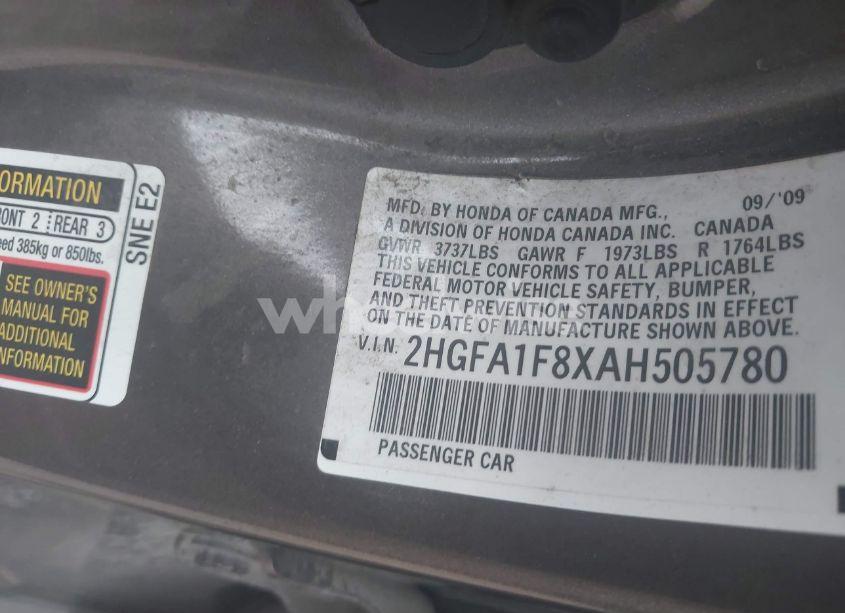 ORMATION
ONT 2 REAR 3
eed 385kg or 850lbs.
SEE OWNER'S
MANUAL FOR
ADDITIONAL
INFORMATION
SNE E2
MFD. BY HONDA OF CANADA MFG., 09/'09
A DIVISION OF HONDA CANADA INC. CANADA
GVWR 3737LBS GAWR F 1973LBS R 1764LBS
THIS VEHICLE CONFORMS TO ALL APPLICABLE
FEDERAL MOTOR VEHICLE SAFETY, BUMPER,
AND THEFT PREVENTION STANDARDS IN EFFECT
ON THE DATE OF MANUFACTURE SHOWN ABOVE.
V.I.N. 2HGFA1F8XAH505780
PASSENGER CAR